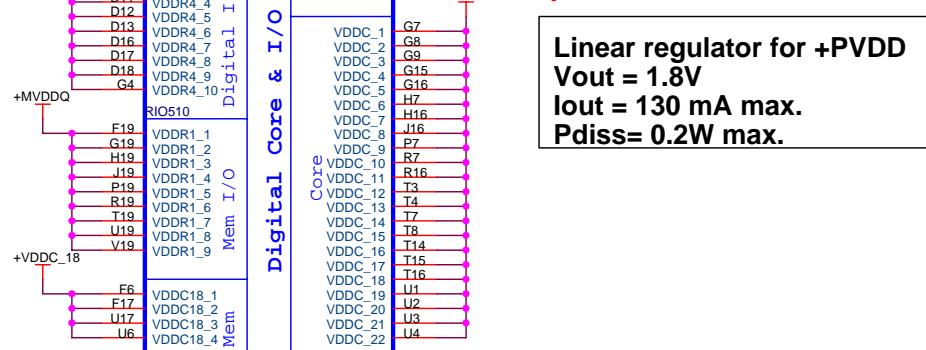 VDDR4_4
D12 VDDR4_5
D13 VDDR4_6
D16 VDDR4_7
D17 VDDR4_8
D18 VDDR4_9
G4 VDDR4_10
Digital I
+MVDDQ
RIO510
F19 VDDR1_1
G19 VDDR1_2
H19 VDDR1_3
J19 VDDR1_4
P19 VDDR1_5
R19 VDDR1_6
T19 VDDR1_7
U19 VDDR1_8
V19 VDDR1_9
Mem I/O
+VDDC_18
F6 VDDC18_1
F17 VDDC18_2
U17 VDDC18_3
U6 VDDC18_4
Mem
Digital Core & I/O
Core
VDDC_1 G7
VDDC_2 G8
VDDC_3 G9
VDDC_4 G15
VDDC_5 G16
VDDC_6 H7
VDDC_7 H16
VDDC_8 J16
VDDC_9 P7
VDDC_10 R7
VDDC_11 R16
VDDC_12 T3
VDDC_13 T4
VDDC_14 T7
VDDC_15 T8
VDDC_16 T14
VDDC_17 T15
VDDC_18 T16
VDDC_19 U1
VDDC_20 U2
VDDC_21 U3
VDDC_22 U4
Linear regulator for +PVDD
Vout = 1.8V
Iout = 130 mA max.
Pdiss= 0.2W max.